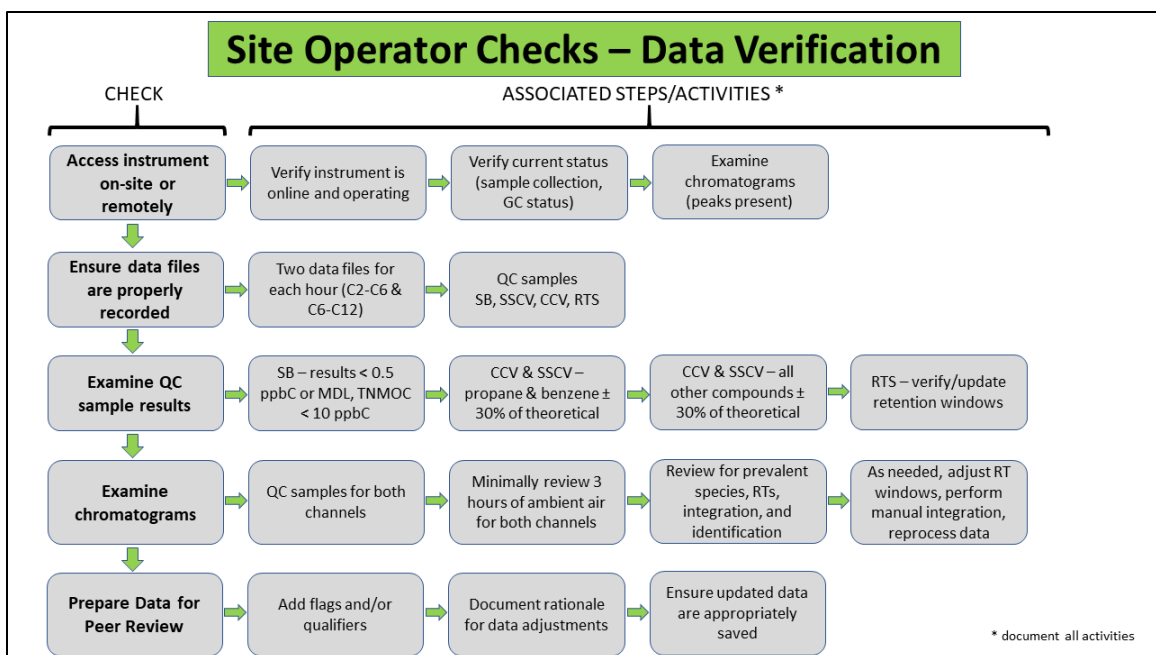 Site Operator Checks – Data Verification
CHECK
ASSOCIATED STEPS/ACTIVITIES *
Access instrument
on-site or
remotely
Verify instrument is
online and operating
Verify current status
(sample collection,
GC status)
Examine
chromatograms
(peaks present)
Ensure data files
are properly
recorded
Two data files for
each hour (C2-C6 &
C6-C12)
QC samples
SB, SSCV, CCV, RTS
Examine QC
sample results
SB – results < 0.5
ppbC or MDL, TNMOC
< 10 ppbC
CCV & SSCV –
propane & benzene ±
30% of theoretical
CCV & SSCV – all
other compounds ±
30% of theoretical
RTS – verify/update
retention windows
Examine
chromatograms
QC samples for both
channels
Minimally review 3
hours of ambient air
for both channels
Review for prevalent
species, RTs,
integration, and
identification
As needed, adjust RT
windows, perform
manual integration,
reprocess data
Prepare Data for
Peer Review
Add flags and/or
qualifiers
Document rationale
for data adjustments
Ensure updated data
are appropriately
saved
* document all activities